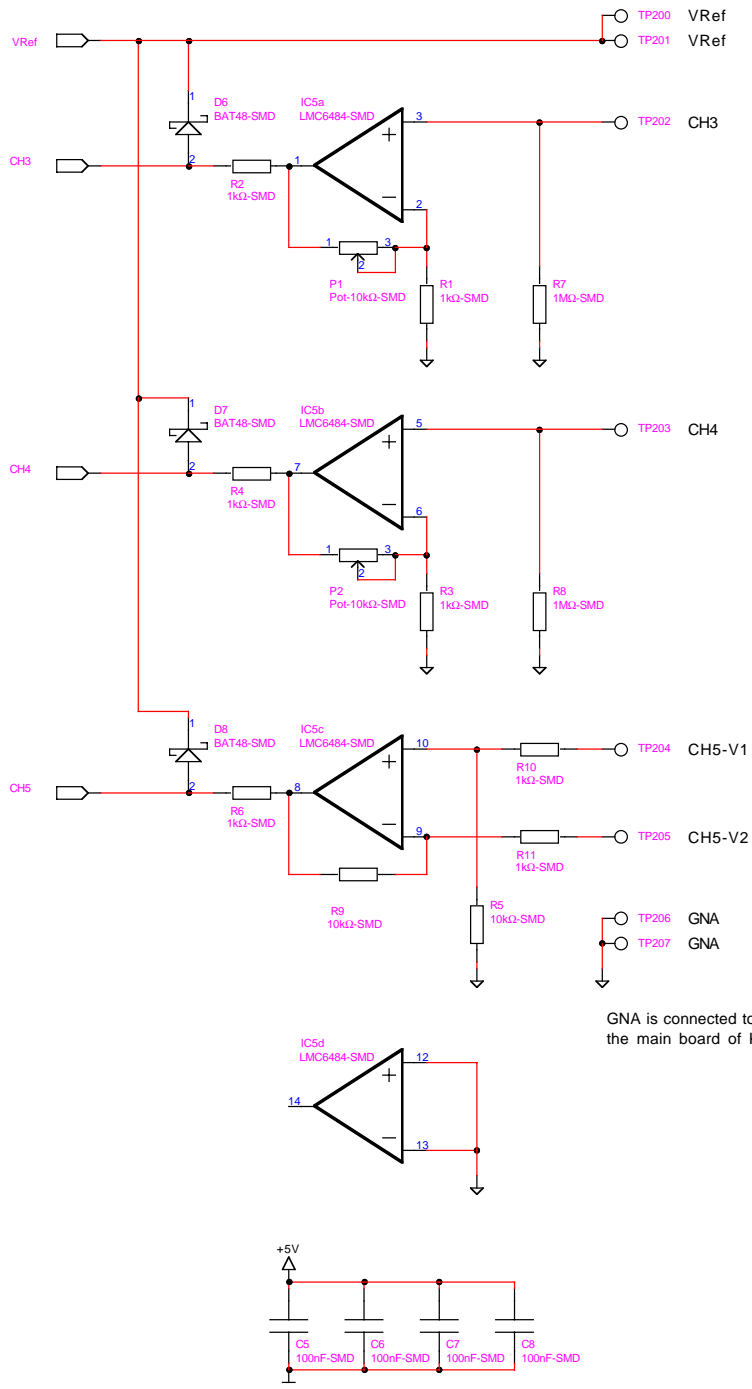 TP200 VRef
VRef TP201 VRef
1
D6 IC5a
BAT48-SMD LMC6484-SMD
3 TP202 CH3
+
CH3 2 1
R2
1kΩ-SMD
−
2
1 3
2
P1 R1 R7
Pot-10kΩ-SMD 1kΩ-SMD 1MΩ-SMD
1
D7 IC5b
BAT48-SMD LMC6484-SMD
5 TP203 CH4
+
CH4 2 7
R4
1kΩ-SMD
−
6
1 3
2
P2 R3 R8
Pot-10kΩ-SMD 1kΩ-SMD 1MΩ-SMD
1
D8 IC5c
BAT48-SMD LMC6484-SMD
10 TP204 CH5-V1
+
R10
1kΩ-SMD
CH5 2 8
R6
1kΩ-SMD
−
9 TP205 CH5-V2
R11
1kΩ-SMD
R9 R5
10kΩ-SMD 10kΩ-SMD
TP206 GNA
TP207 GNA
GNA is connected to
the main board of
IC5d
LMC6484-SMD
12
+
14
−
13
+5V
C5 C6 C7 C8
100nF-SMD 100nF-SMD 100nF-SMD 100nF-SMD